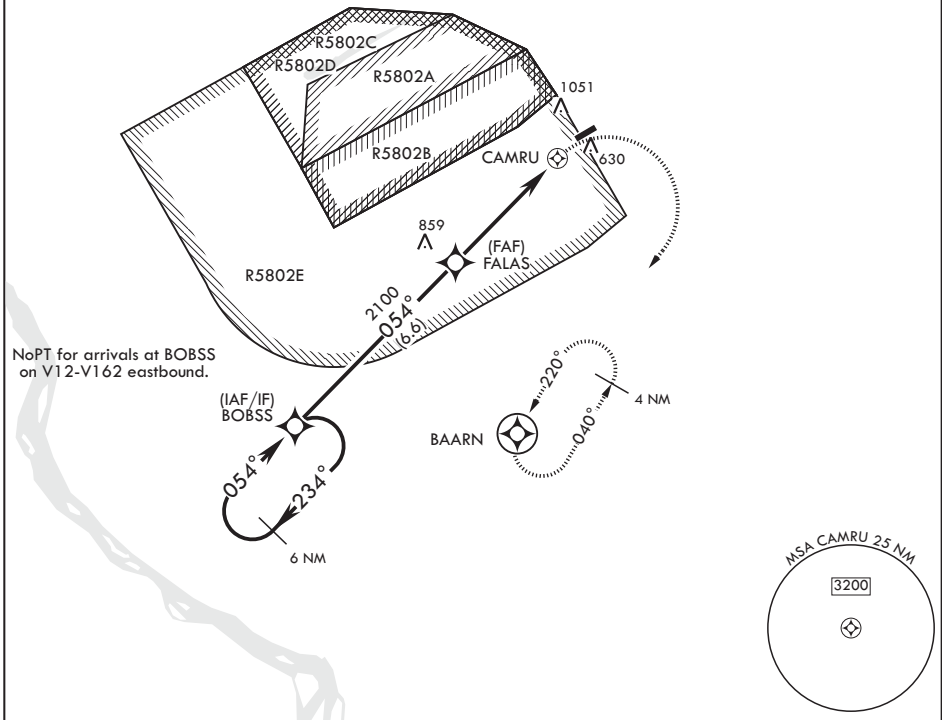 R5802C
R5802D
R5802A
1051
R5802B
CAMRU
630
859
(FAF)
FALAS
R5802E
2100
054°
(6.6)
NoPT for arrivals at BOBSS
on V12-V162 eastbound.
220°
(IAF/IF)
BOBSS
4 NM
040°
BAARN
054°
234°
6 NM
MSA CAMRU 25 NM
3200